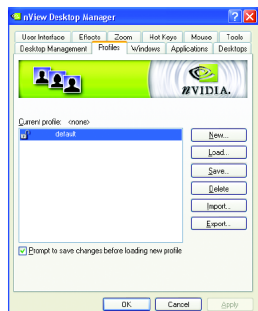 nView Desktop Manager
User Interface Effects Zoom Hot Keys Mouse Tools
Desktop Management Profiles Windows Applications Desktops
NVIDIA.
Current profile: <none>
default
New...
Load...
Save...
Delete
Import...
Export...
Prompt to save changes before loading new profile
OK Cancel Apply